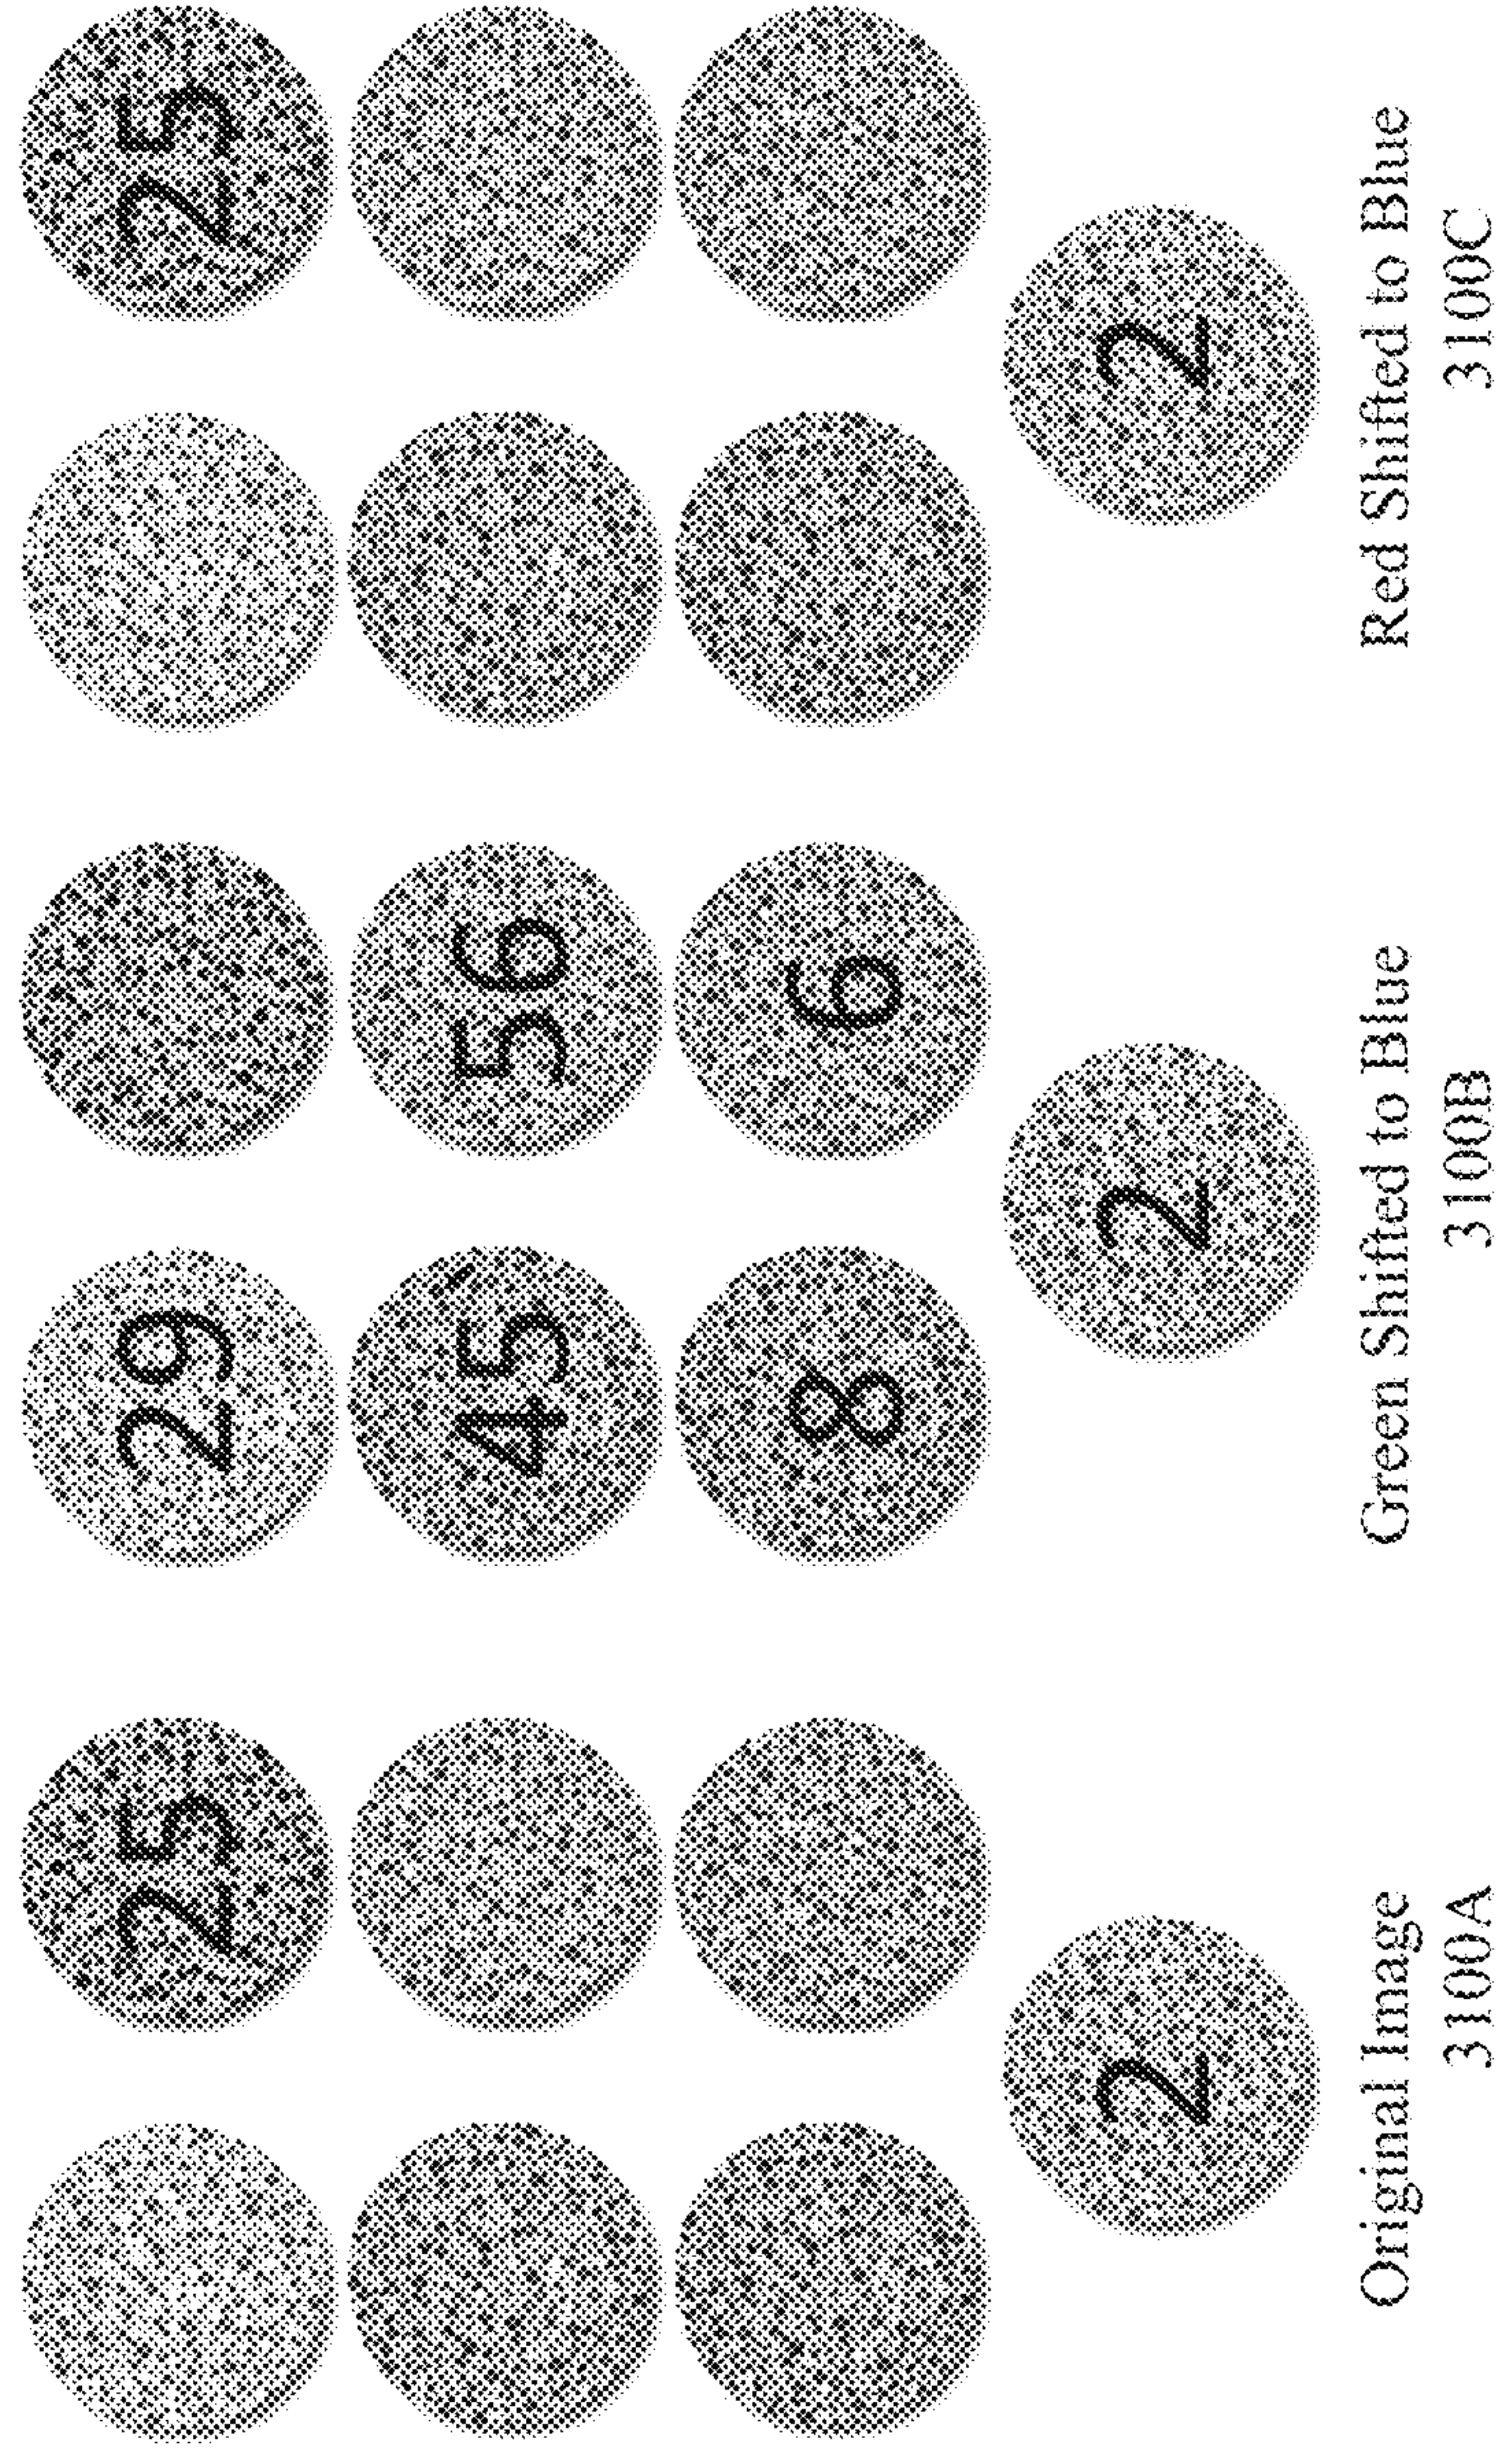 25
2
Original Image
3100A
29
45
56
8
6
2
Green Shifted to Blue
3100B
25
2
Red Shifted to Blue
3100C